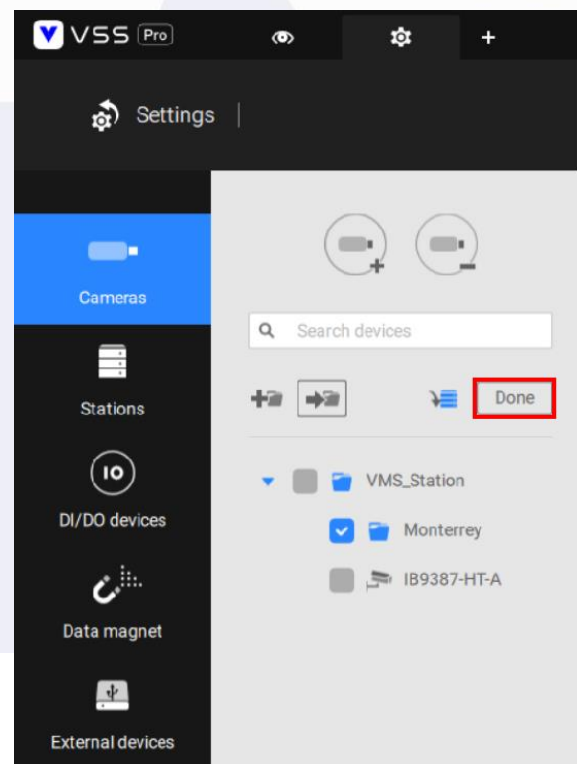 VSS Pro
Settings
Cameras
Search devices
Stations
Done
IO
DI/DO devices
VMS_Station
Monterrey
IB9387-HT-A
Data magnet
External devices